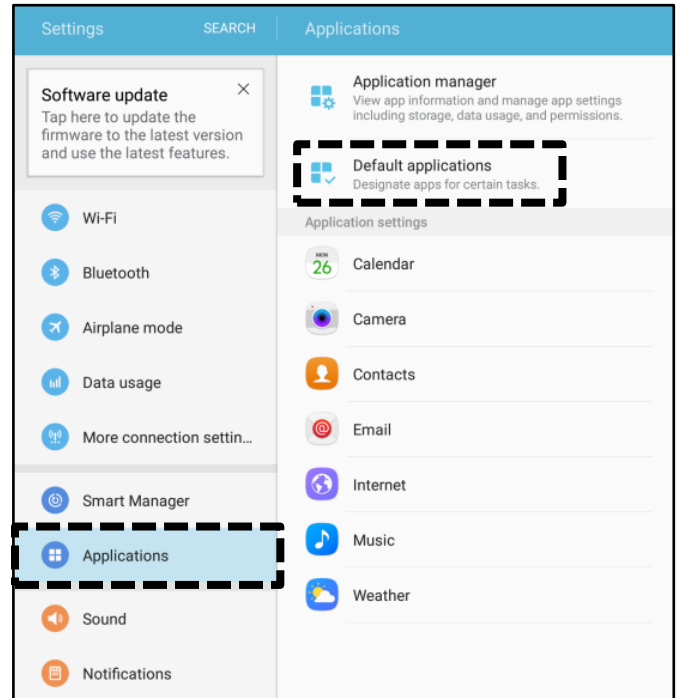 Settings
SEARCH
Applications
Software update
Tap here to update the
firmware to the latest version
and use the latest features.
Wi-Fi
Bluetooth
Airplane mode
Data usage
More connection settin...
Smart Manager
Applications
Sound
Notifications
Application manager
View app information and manage app settings
including storage, data usage, and permissions.
Default applications
Designate apps for certain tasks.
Application settings
MON
26
Calendar
Camera
Contacts
@
Email
Internet
Music
Weather